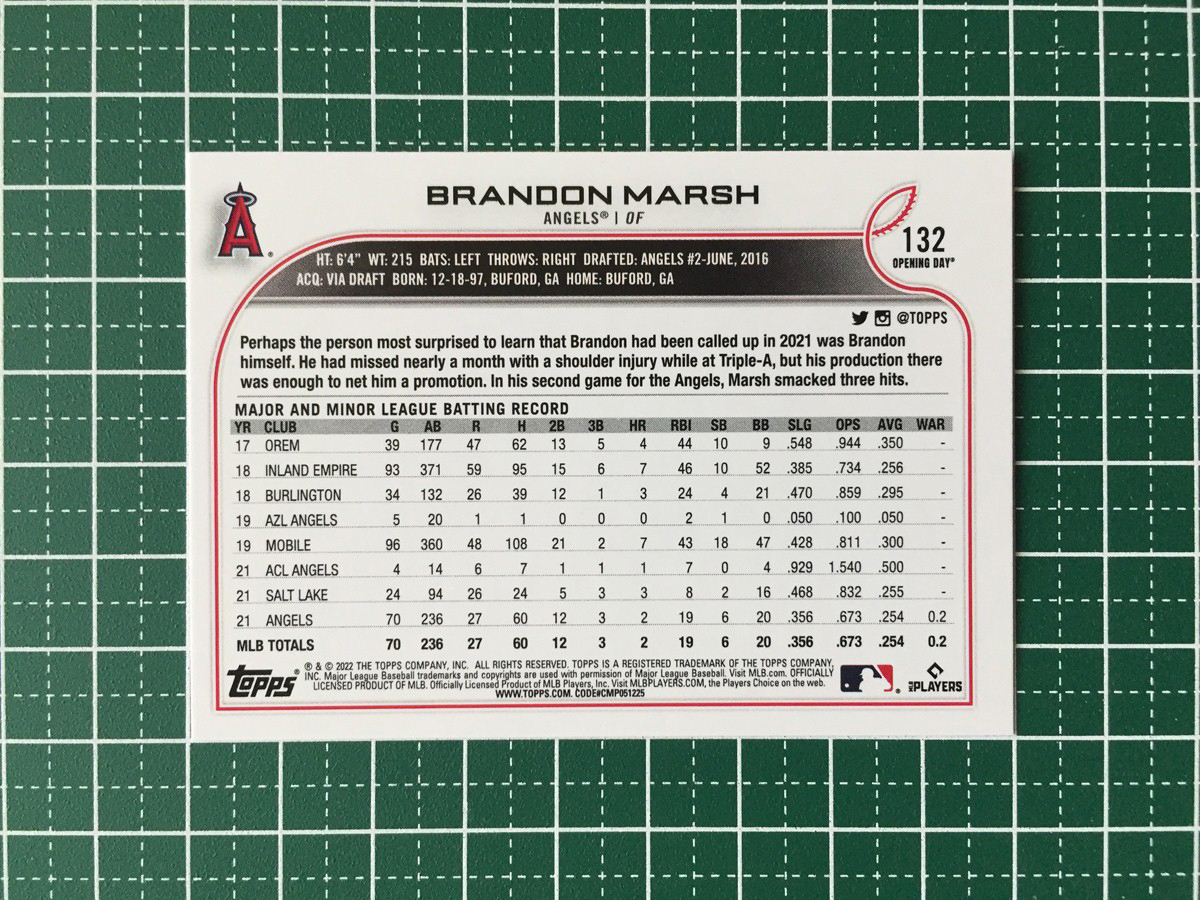 A®
BRANDON MARSH
ANGELS® | OF
132
OPENING DAY®
HT: 6'4" WT: 215 BATS: LEFT THROWS: RIGHT DRAFTED: ANGELS #2-JUNE, 2016
ACQ: VIA DRAFT BORN: 12-18-97, BUFORD, GA HOME: BUFORD, GA
@TOPPS
Perhaps the person most surprised to learn that Brandon had been called up in 2021 was Brandon
himself. He had missed nearly a month with a shoulder injury while at Triple-A, but his production there
was enough to net him a promotion. In his second game for the Angels, Marsh smacked three hits.
MAJOR AND MINOR LEAGUE BATTING RECORD
YR CLUB G AB R H 2B 3B HR RBI SB BB SLG OPS AVG WAR
17 OREM 39 177 47 62 13 5 4 44 10 9 .548 .944 .350 -
18 INLAND EMPIRE 93 371 59 95 15 6 7 46 10 52 .385 .734 .256 -
18 BURLINGTON 34 132 26 39 12 1 3 24 4 21 .470 .859 .295 -
19 AZL ANGELS 5 20 1 1 0 0 0 2 1 0 .050 .100 .050 -
19 MOBILE 96 360 48 108 21 2 7 43 18 47 .428 .811 .300 -
21 ACL ANGELS 4 14 6 7 1 1 1 7 0 4 .929 1.540 .500 -
21 SALT LAKE 24 94 26 24 5 3 3 8 2 16 .468 .832 .255 -
21 ANGELS 70 236 27 60 12 3 2 19 6 20 .356 .673 .254 0.2
MLB TOTALS 70 236 27 60 12 3 2 19 6 20 .356 .673 .254 0.2
Topps®
® & © 2022 THE TOPPS COMPANY, INC. ALL RIGHTS RESERVED. TOPPS IS A REGISTERED TRADEMARK OF THE TOPPS COMPANY,
INC. Major League Baseball trademarks and copyrights are used with permission of Major League Baseball. Visit MLB.com. OFFICIALLY
LICENSED PRODUCT OF MLB. Officially Licensed Product of MLB Players, Inc. Visit MLBPLAYERS.COM, the Players Choice on the web.
WWW.TOPPS.COM. CODE#CMP051225
MLB PLAYERS